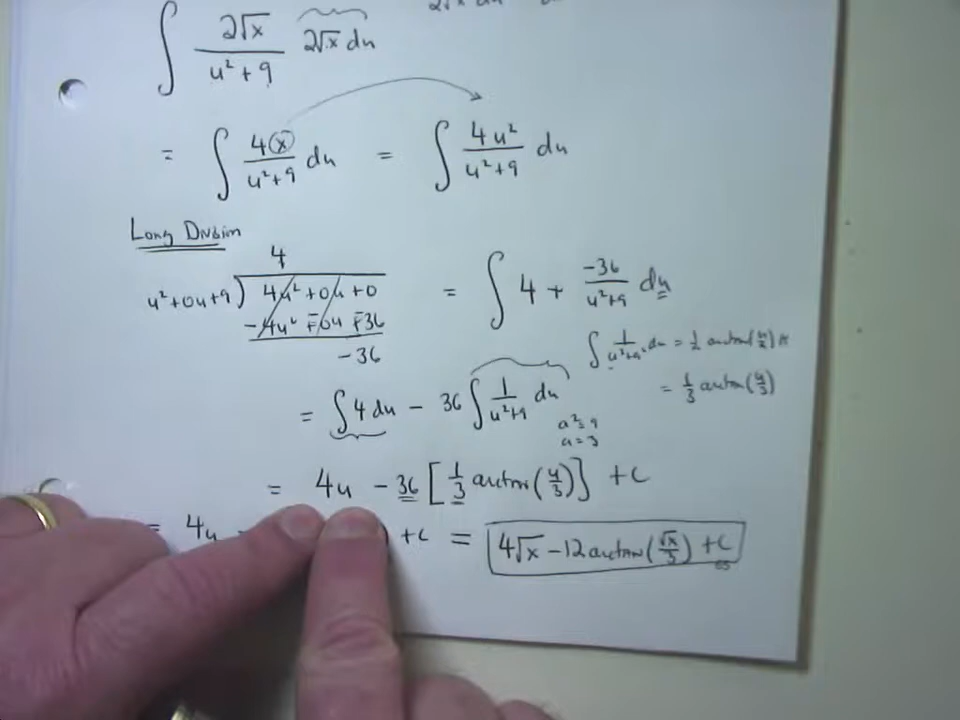 ∫ 2√x / (u² + 9) 2√x du
= ∫ 4x / (u² + 9) du = ∫ 4u² / (u² + 9) du
Long Division
4
u² + 0u + 9 ) 4u² + 0u + 0 = ∫ 4 + -36 / (u² + 9) du
-4u² ∓ 0u ∓ 36
-36
∫ 1 / (u² + a²) du = 1/a arctan(u/a) +c
= 1/3 arctan(u/3)
= ∫ 4 du - 36 ∫ 1 / (u² + 9) du
a² = 9
a = 3
= 4u - 36 [ 1/3 arctan(u/3) ] + C
= 4u - ) + C = 4√x - 12 arctan(√x/3) + C